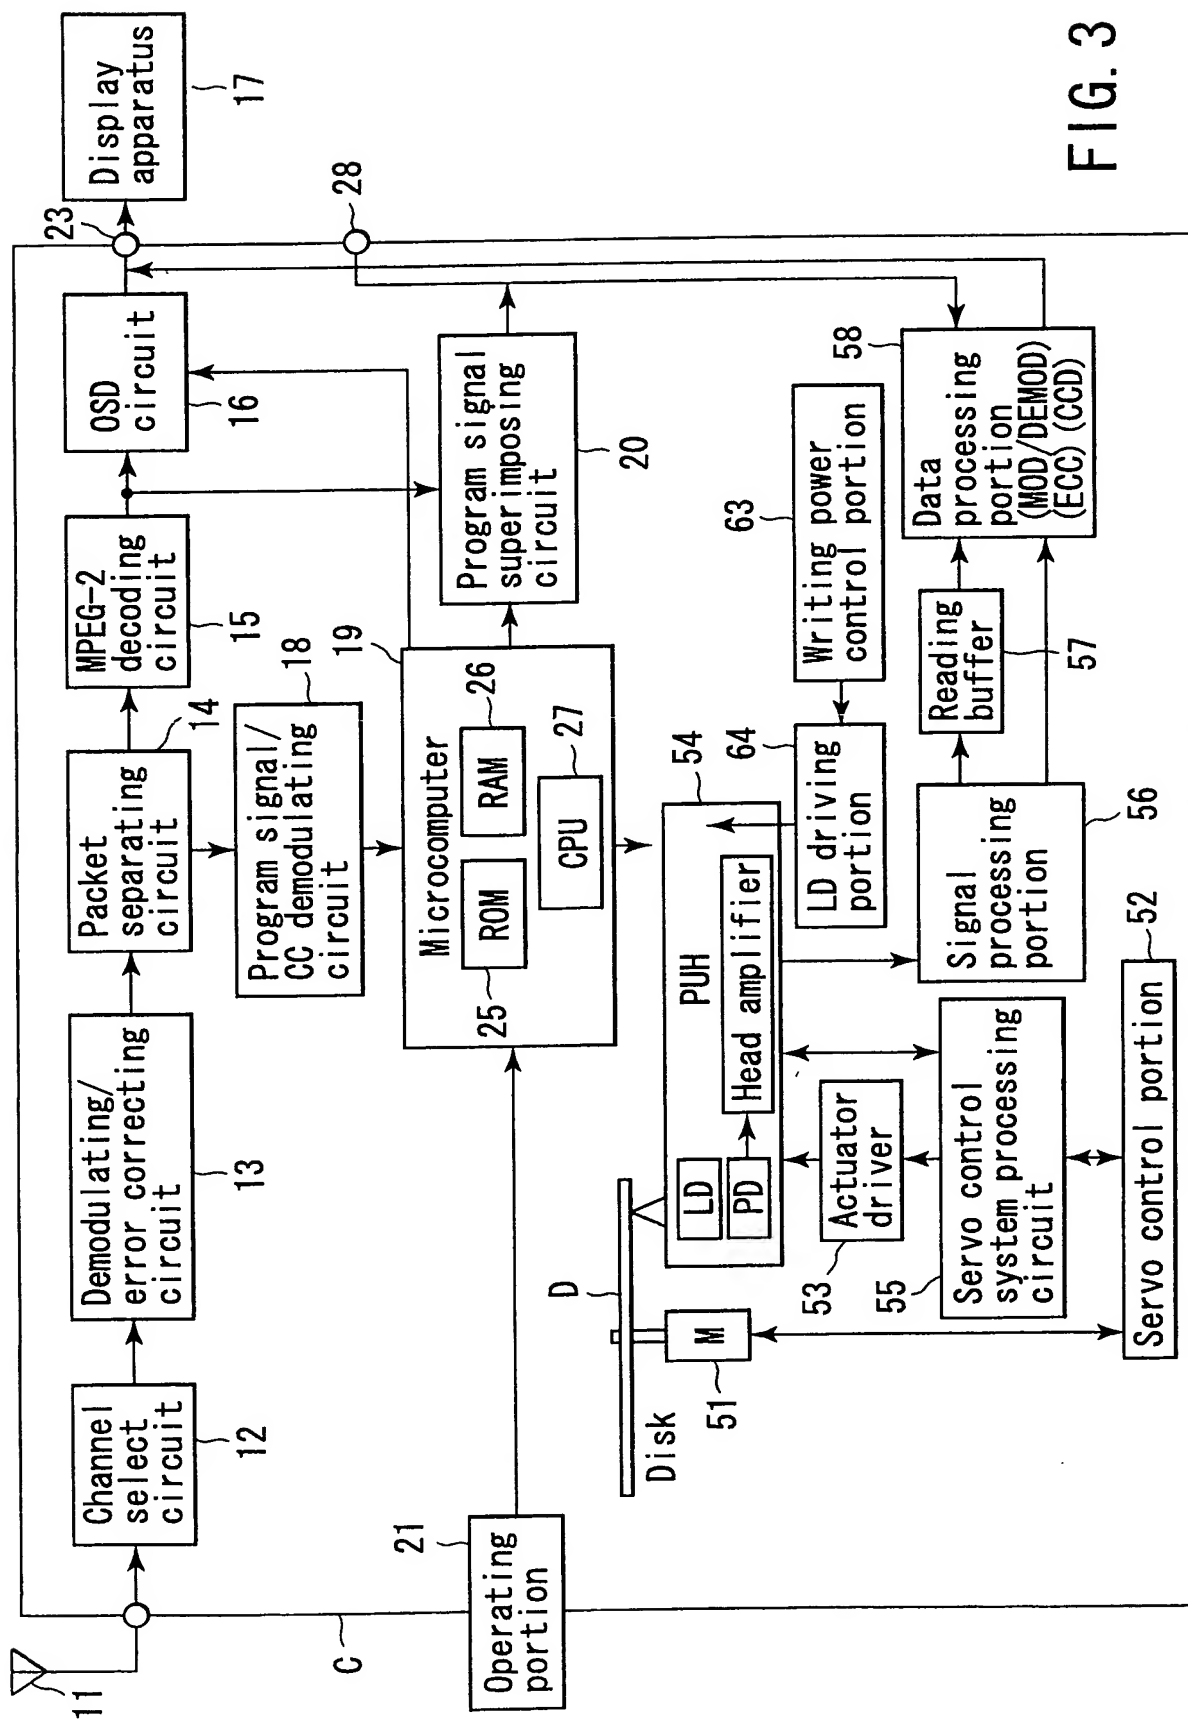 11
C
Channel
select
circuit
12
Demodulating/
error correcting
circuit
13
Packet
separating
circuit
14
MPEG-2
decoding
circuit
15
OSD
circuit
16
23
Display
apparatus
17
Program signal/
CC demodulating
circuit
18
28
Operating
portion
21
Microcomputer
19
ROM
25
RAM
26
CPU
27
Program signal
superimposing
circuit
20
Disk
D
M
51
PUH
54
LD
PD
Head amplifier
Writing power
control portion
63
LD driving
portion
64
Actuator
driver
53
Servo control
system processing
circuit
55
Signal
processing
portion
56
Reading
buffer
57
Data
processing
portion
(MOD/DEMOD)
(ECC) (CCD)
58
Servo control portion
52
FIG. 3